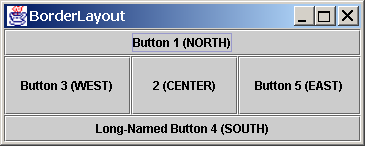 BorderLayout
Button 1 (NORTH)
Button 3 (WEST) 2 (CENTER) Button 5 (EAST)
Long-Named Button 4 (SOUTH)